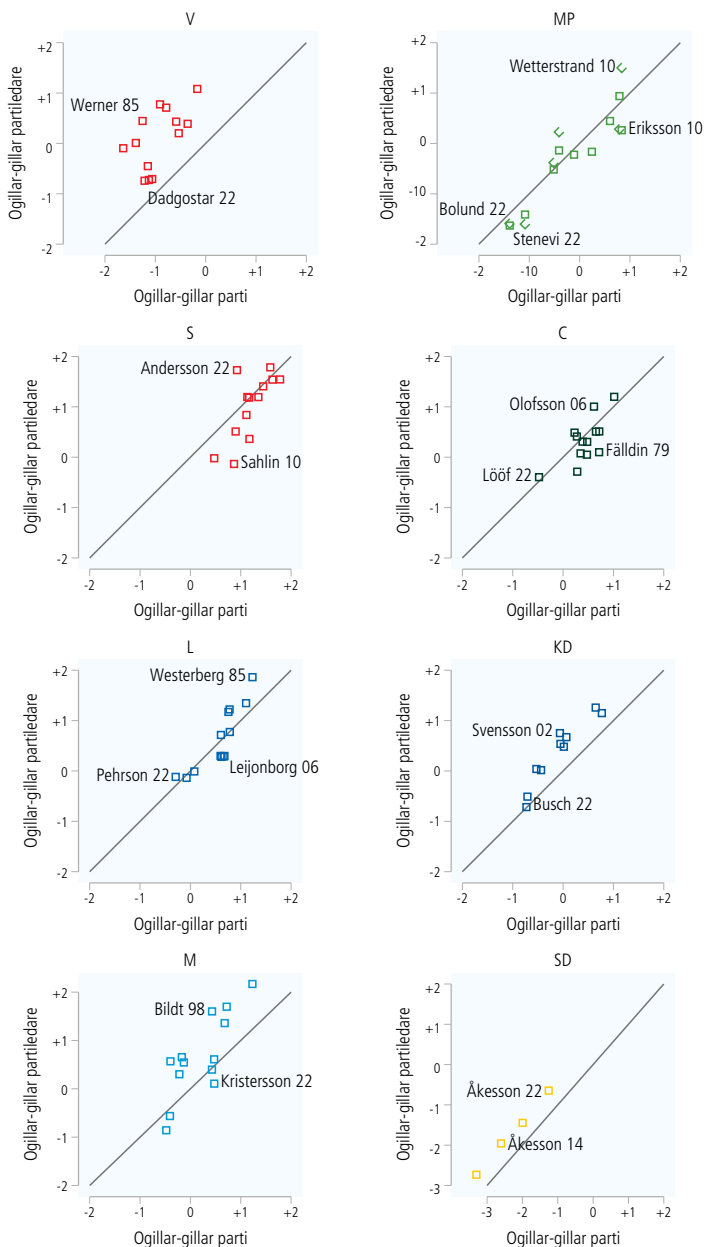 V
Ogillar-gillar partiledare
+2
+1
0
-1
-2
Werner 85
Dadgostar 22
-2
-1
0
+1
+2
Ogillar-gillar parti
MP
Ogillar-gillar partiledare
+2
+1
0
-10
-2
Wetterstrand 10
Eriksson 10
Bolund 22
Stenevi 22
-2
-10
0
+1
+2
Ogillar-gillar parti
S
Ogillar-gillar partiledare
+2
+1
0
-1
-2
Andersson 22
Sahlin 10
-2
-1
0
+1
+2
Ogillar-gillar parti
C
Ogillar-gillar partiledare
+2
+1
0
-1
-2
Olofsson 06
Fälldin 79
Lööf 22
-2
-1
0
+1
+2
Ogillar-gillar parti
L
Ogillar-gillar partiledare
+2
+1
0
-1
-2
Westerberg 85
Leijonborg 06
Pehrson 22
-2
-1
0
+1
+2
Ogillar-gillar parti
KD
Ogillar-gillar partiledare
+2
+1
0
-1
-2
Svensson 02
Busch 22
-2
-1
0
+1
+2
Ogillar-gillar parti
M
Ogillar-gillar partiledare
+2
+1
0
-1
-2
Bildt 98
Kristersson 22
-2
-1
0
+1
+2
Ogillar-gillar parti
SD
Ogillar-gillar partiledare
+2
+1
0
-1
-2
-3
Åkesson 22
Åkesson 14
-3
-2
-1
0
+1
+2
Ogillar-gillar parti